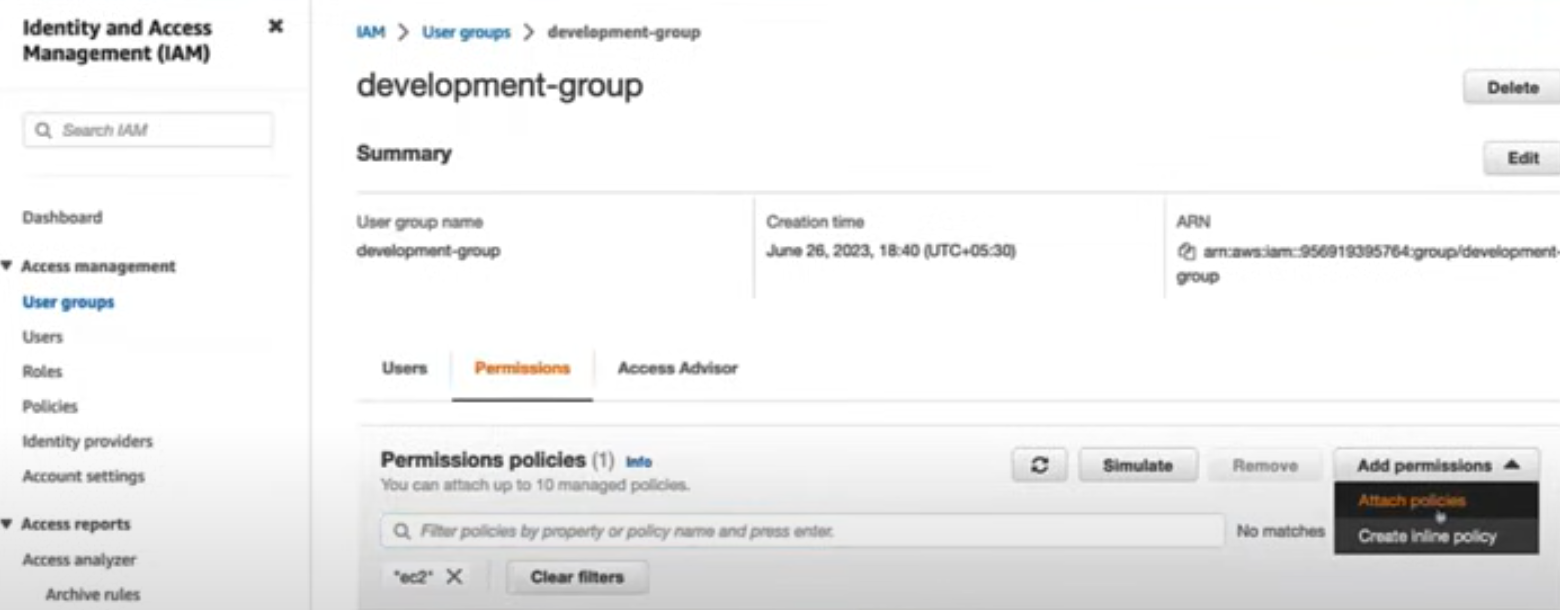 Identity and Access
Management (IAM)
Search IAM
Dashboard
Access management
User groups
Users
Roles
Policies
Identity providers
Account settings
Access reports
Access analyzer
Archive rules
IAM > User groups > development-group
development-group
Delete
Summary
Edit
User group name
development-group
Creation time
June 26, 2023, 18:40 (UTC+05:30)
ARN
arn:aws:iam::956919395764:group/development-
group
Users
Permissions
Access Advisor
Permissions policies (1) Info
You can attach up to 10 managed policies.
Simulate
Remove
Add permissions
Attach policies
Create inline policy
Filter policies by property or policy name and press enter.
No matches
"ec2"
Clear filters